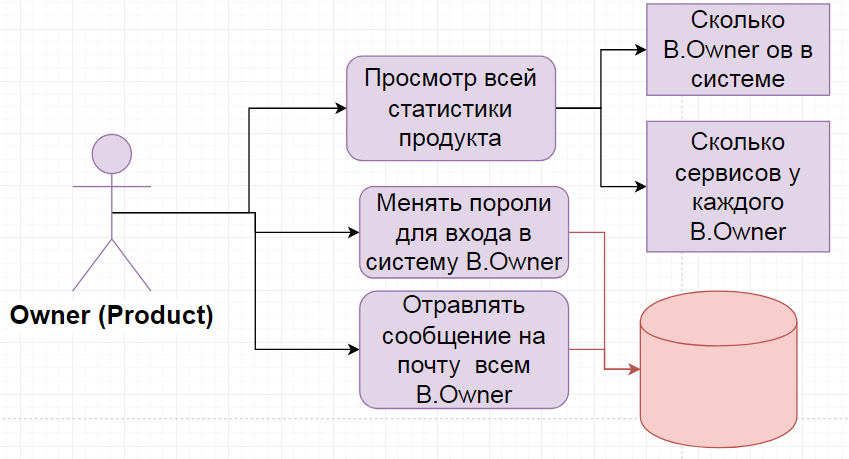 Сколько
B.Owner ов в
системе
Просмотр всей
статистики
продукта
Сколько
сервисов у
каждого
B.Owner
Менять пороли
для входа в
систему B.Owner
Owner (Product)
Отравлять
сообщение на
почту всем
B.Owner